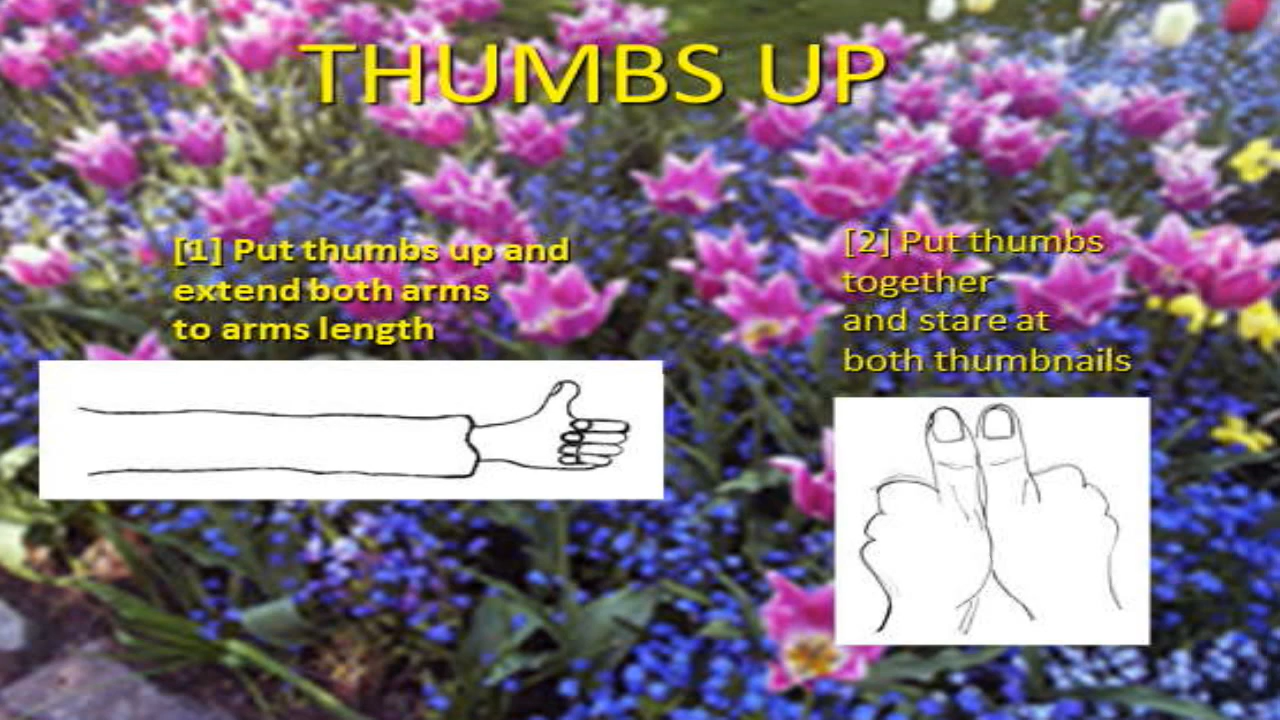 THUMBS UP
[1] Put thumbs up and
extend both arms
to arms length
[2] Put thumbs
together
and stare at
both thumbnails